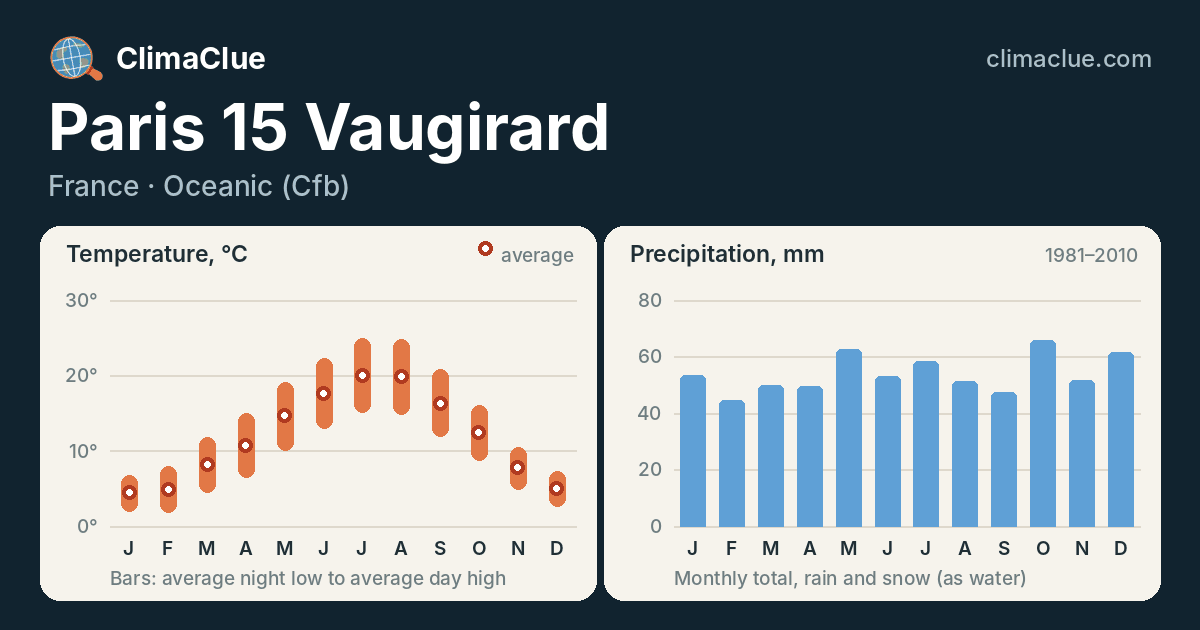 ClimaClue
climaclue.com
Paris 15 Vaugirard
France · Oceanic (Cfb)
Temperature, °C
average
30°
20°
10°
0°
J F M A M J J A S O N D
Bars: average night low to average day high
Precipitation, mm
1981–2010
80
60
40
20
0
J F M A M J J A S O N D
Monthly total, rain and snow (as water)